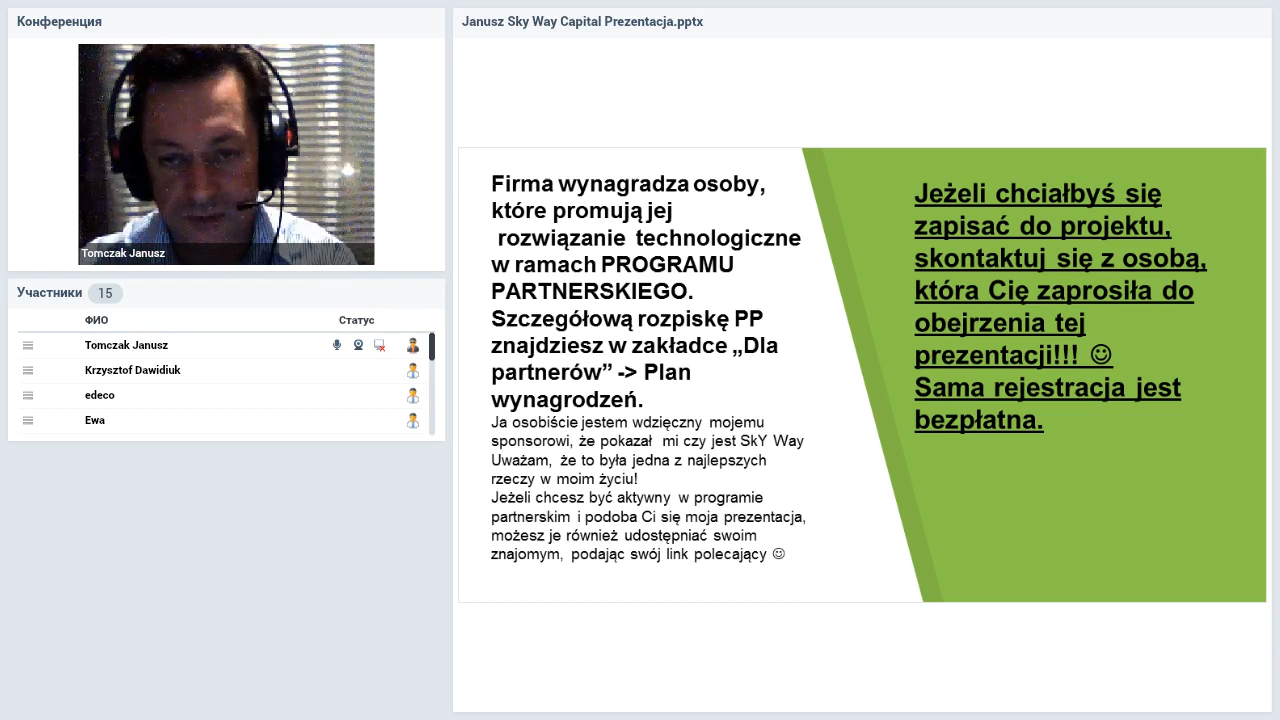 Конференция
Tomczak Janusz
Участники 15
ФИО Статус
Tomczak Janusz
Krzysztof Dawidiuk
edeco
Ewa
Janusz Sky Way Capital Prezentacja.pptx
Firma wynagradza osoby,
które promują jej
rozwiązanie technologiczne
w ramach PROGRAMU
PARTNERSKIEGO.
Szczegółową rozpiskę PP
znajdziesz w zakładce „Dla
partnerów” -> Plan
wynagrodzeń.
Ja osobiście jestem wdzięczny mojemu
sponsorowi, że pokazał mi czy jest SkY Way
Uważam, że to była jedna z najlepszych
rzeczy w moim życiu!
Jeżeli chcesz być aktywny w programie
partnerskim i podoba Ci się moja prezentacja,
możesz je również udostępniać swoim
znajomym, podając swój link polecający ☺
Jeżeli chciałbyś się
zapisać do projektu,
skontaktuj się z osobą,
która Cię zaprosiła do
obejrzenia tej
prezentacji!!! ☺
Sama rejestracja jest
bezpłatna.